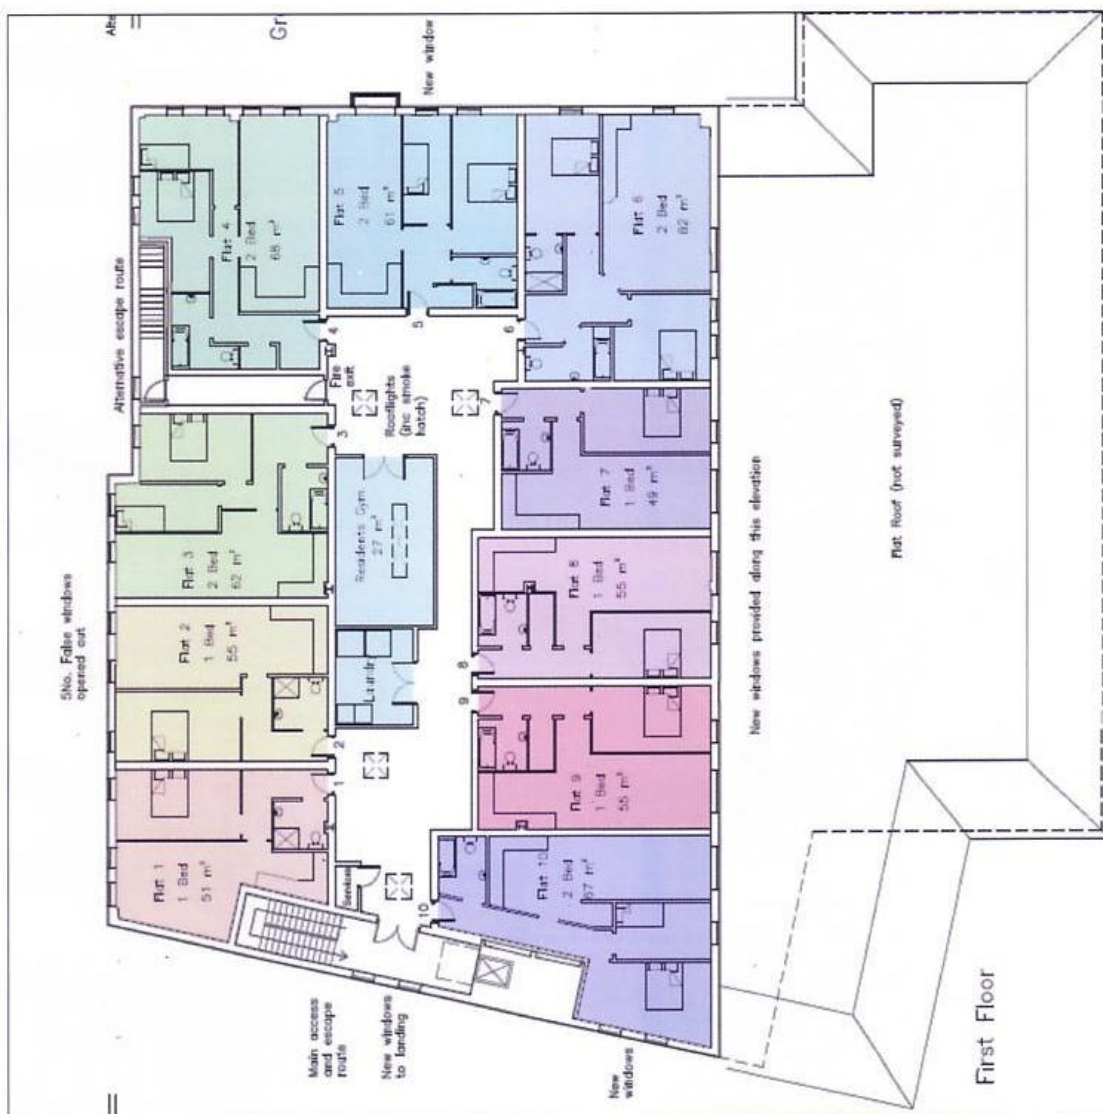 Gr
Alte
New window
Alternative escape route
5No. False windows
opened out
Flat 4
2 Bed
68 m²
Flat 5
2 Bed
61 m²
Flat 6
2 Bed
82 m²
4
5
6
Fire
exit
Rooflights
(inc smoke
hatch)
3
7
Flat 3
2 Bed
62 m²
Residents Gym
27 m²
Flat 7
1 Bed
49 m²
Flat 2
1 Bed
55 m²
Laundry
Flat 8
1 Bed
55 m²
8
9
2
1
Flat 1
1 Bed
51 m²
Services
Flat 9
1 Bed
55 m²
10
Flat 10
2 Bed
67 m²
Main access
and escape
route
New windows
to landing
New
windows
New windows provided along this elevation
Flat Roof (not surveyed)
First Floor